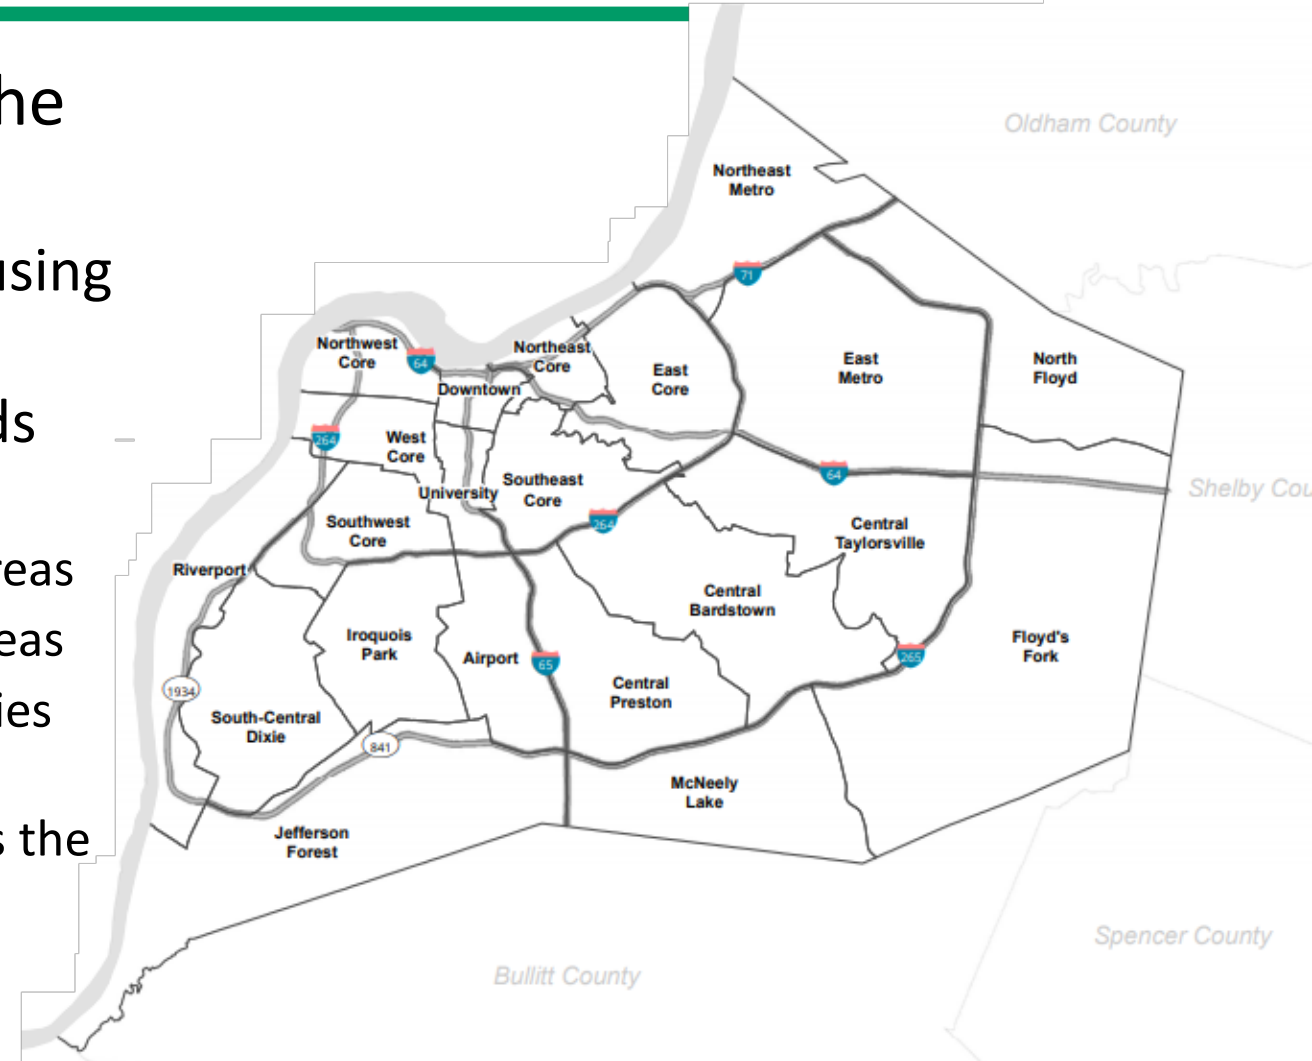 he
using
ds
reas
eas
ies
s the
Oldham County
Northeast
Metro
71
Northwest
Core
64
Northeast
Core
Downtown
East
Core
East
Metro
North
Floyd
264
West
Core
University
Southeast
Core
64
Shelby Cou
264
Southwest
Core
Central
Taylorsville
Riverport
Central
Bardstown
Iroquois
Park
Airport
65
265
Floyd's
Fork
1934
Central
Preston
South-Central
Dixie
841
McNeely
Lake
Jefferson
Forest
Spencer County
Bullitt County